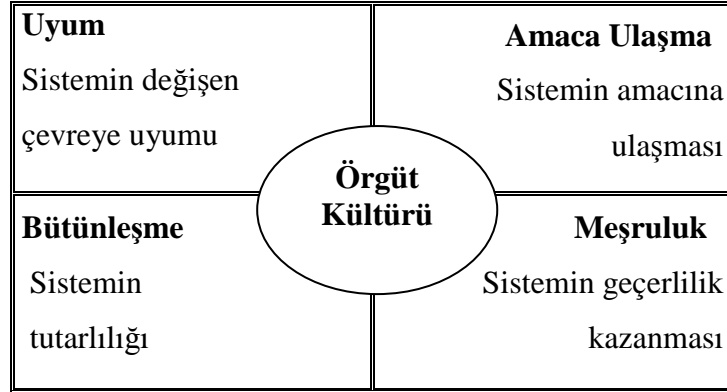 Uyum
Sistemin değişen
çevreye uyumu
Amaca Ulaşma
Sistemin amacına
ulaşması
Örgüt
Kültürü
Bütünleşme
Sistemin
tutarlılığı
Meşruluk
Sistemin geçerlilik
kazanması